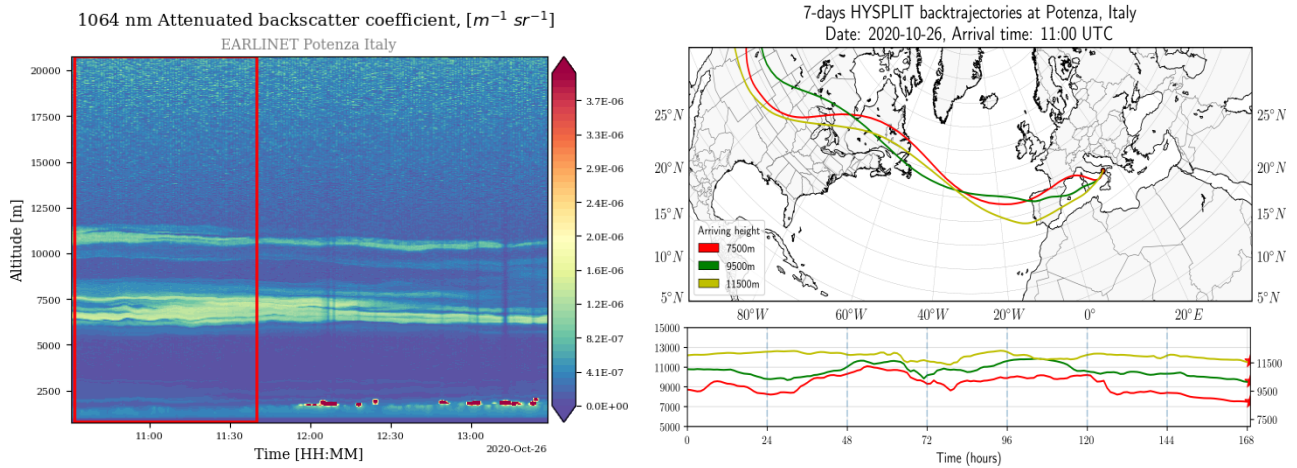 1064 nm Attenuated backscatter coefficient, [m⁻¹ sr⁻¹]
EARLINET Potenza Italy
Altitude [m]
20000
17500
15000
12500
10000
7500
5000
2500
11:00
11:30
12:00
12:30
13:00
2020-Oct-26
Time [HH:MM]
3.7E-06
3.3E-06
2.9E-06
2.4E-06
2.0E-06
1.6E-06
1.2E-06
8.2E-07
4.1E-07
0.0E+00
7-days HYSPLIT backtrajectories at Potenza, Italy
Date: 2020-10-26, Arrival time: 11:00 UTC
25°N
20°N
15°N
10°N
5°N
25°N
20°N
15°N
10°N
5°N
Arriving height
7500m
9500m
11500m
80°W
60°W
40°W
20°W
0°
20°E
15000
13000
11000
9000
7000
5000
11500
9500
7500
0
24
48
72
96
120
144
168
Time (hours)